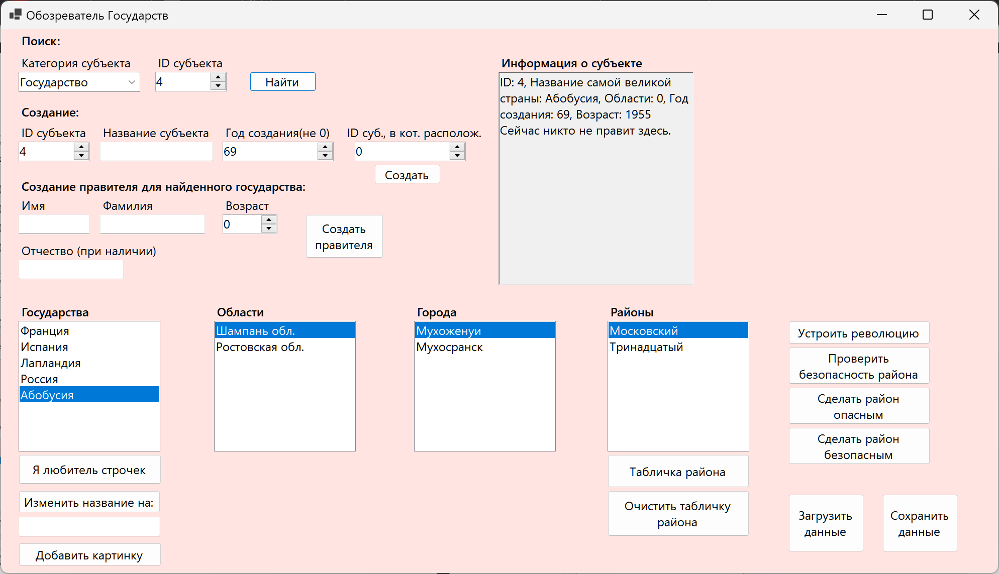 Обозреватель Государств
Поиск:
Категория субъекта
ID субъекта
Государство
4
Найти
Создание:
ID субъекта
Название субъекта
Год создания(не 0)
ID суб., в кот. располож.
4
69
0
Создать
Создание правителя для найденного государства:
Имя
Фамилия
Возраст
0
Создать
правителя
Отчество (при наличии)
Информация о субъекте
ID: 4, Название самой великой
страны: Абобусия, Области: 0, Год
создания: 69, Возраст: 1955
Сейчас никто не правит здесь.
Государства
Франция
Испания
Лапландия
Россия
Абобусия
Области
Шампань обл.
Ростовская обл.
Города
Мухоженуи
Мухосранск
Районы
Московский
Тринадцатый
Устроить революцию
Проверить
безопасность района
Сделать район
опасным
Сделать район
безопасным
Я любитель строчек
Изменить название на:
Добавить картинку
Табличка района
Очистить табличку
района
Загрузить
данные
Сохранить
данные